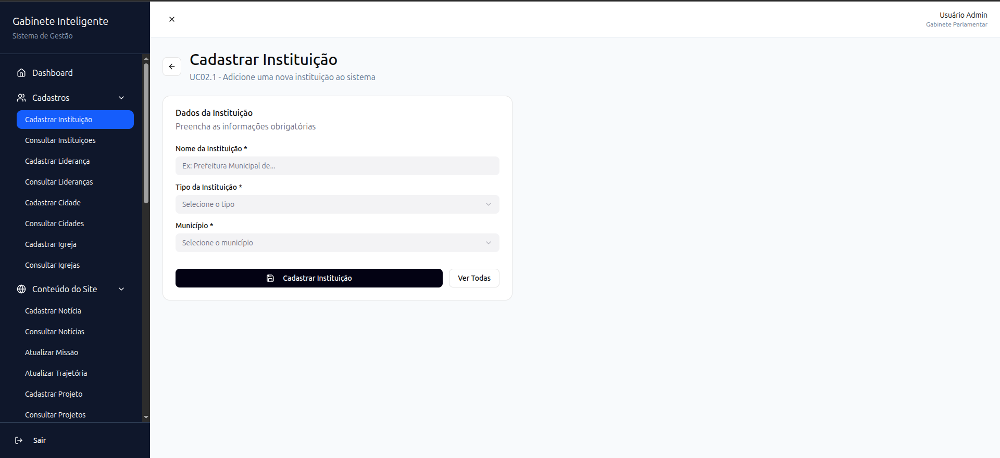 Gabinete Inteligente
Sistema de Gestão
Dashboard
Cadastros
Cadastrar Instituição
Consultar Instituições
Cadastrar Liderança
Consultar Lideranças
Cadastrar Cidade
Consultar Cidades
Cadastrar Igreja
Consultar Igrejas
Conteúdo do Site
Cadastrar Notícia
Consultar Notícias
Atualizar Missão
Atualizar Trajetória
Cadastrar Projeto
Consultar Projetos
Sair
Usuário Admin
Gabinete Parlamentar
Cadastrar Instituição
UC02.1 - Adicione uma nova instituição ao sistema
Dados da Instituição
Preencha as informações obrigatórias
Nome da Instituição *
Ex: Prefeitura Municipal de...
Tipo da Instituição *
Selecione o tipo
Município *
Selecione o município
Cadastrar Instituição
Ver Todas